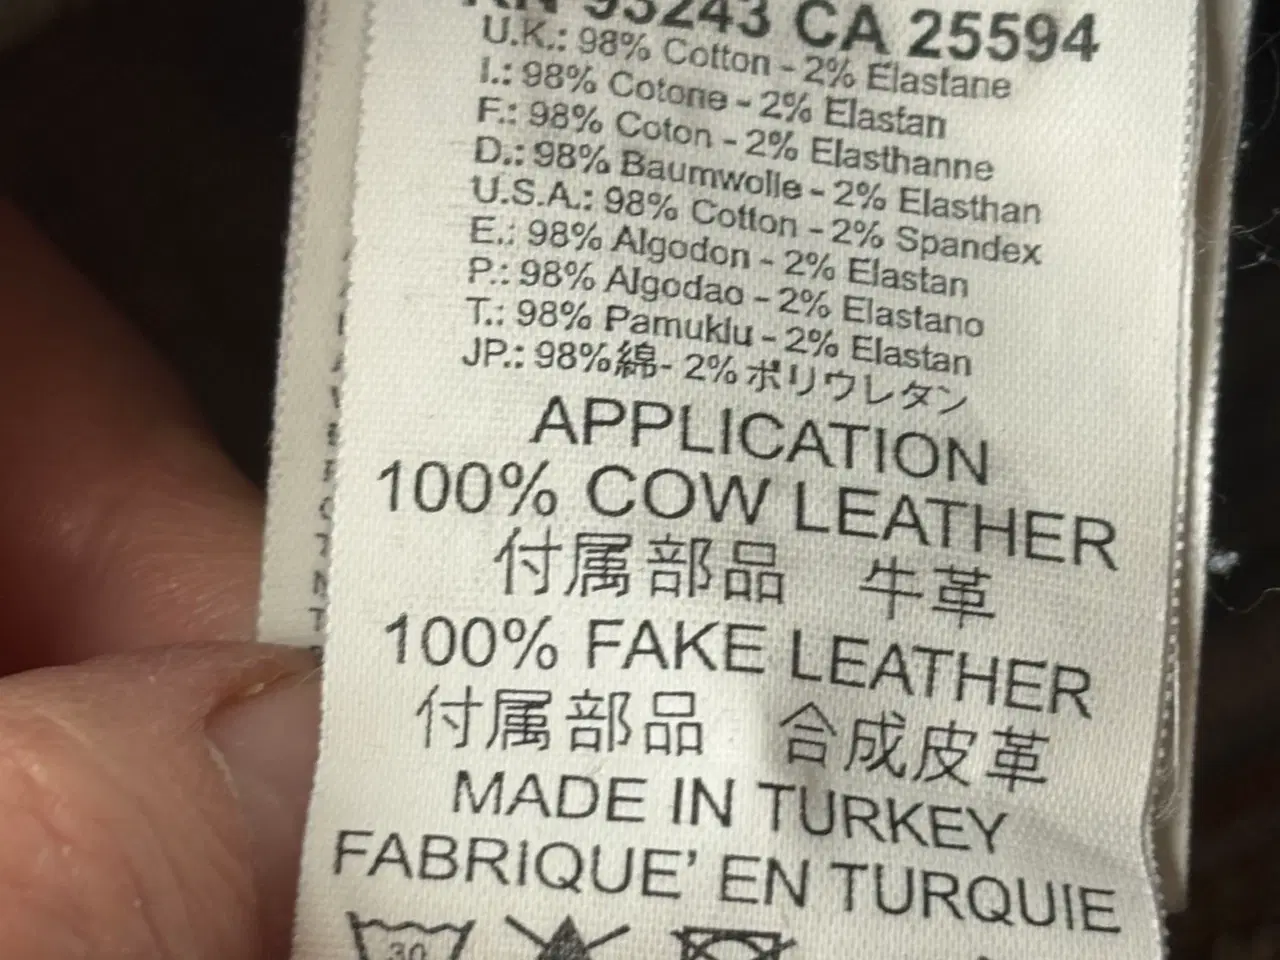 RN 93243 CA 25594
U.K.: 98% Cotton - 2% Elastane
I.: 98% Cotone - 2% Elastan
F.: 98% Coton - 2% Elasthanne
D.: 98% Baumwolle - 2% Elasthan
U.S.A.: 98% Cotton - 2% Spandex
E.: 98% Algodon - 2% Elastan
P.: 98% Algodao - 2% Elastano
T.: 98% Pamuklu - 2% Elastan
JP.: 98%綿- 2%ポリウレタン
APPLICATION
100% COW LEATHER
付属部品 牛革
100% FAKE LEATHER
付属部品 合成皮革
MADE IN TURKEY
FABRIQUE' EN TURQUIE
30